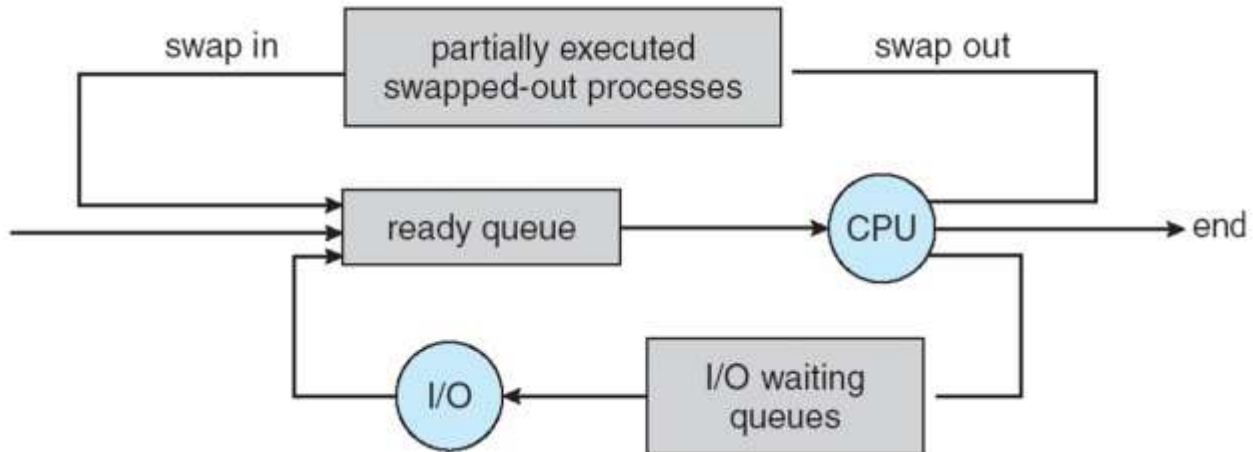 swap in
partially executed
swapped-out processes
swap out
ready queue
CPU
end
I/O
I/O waiting
queues